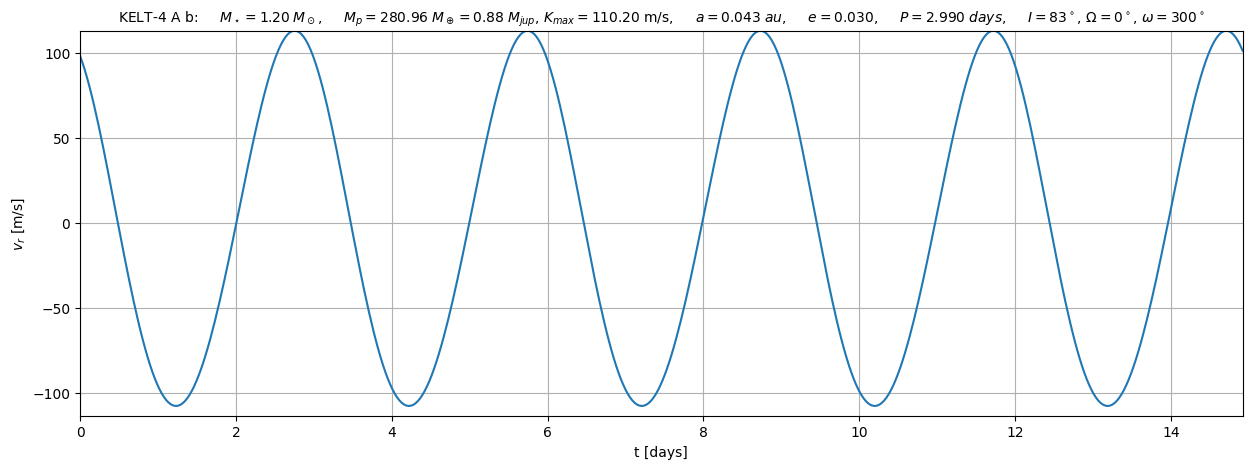 KELT-4 A b: M⋆ = 1.20 M⊙, Mp = 280.96 M⊕ = 0.88 Mjup, Kmax = 110.20 m/s, a = 0.043 au, e = 0.030, P = 2.990 days, I = 83°, Ω = 0°, ω = 300°
100
50
0
−50
−100
vr [m/s]
0 2 4 6 8 10 12 14
t [days]